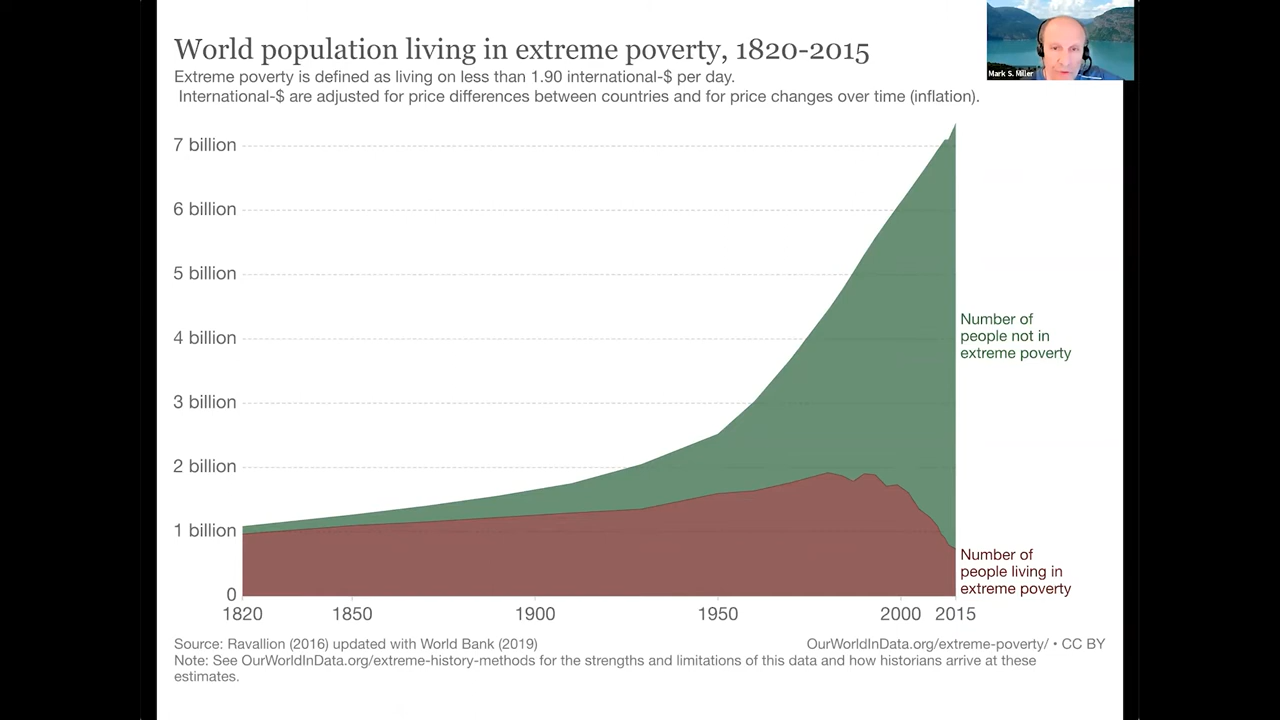 World population living in extreme poverty, 1820-2015
Extreme poverty is defined as living on less than 1.90 international-$ per day.
International-$ are adjusted for price differences between countries and for price changes over time (inflation).
Mark S. Miller
7 billion
6 billion
5 billion
4 billion
3 billion
2 billion
1 billion
0
Number of
people not in
extreme poverty
Number of
people living in
extreme poverty
1820
1850
1900
1950
2000
2015
Source: Ravallion (2016) updated with World Bank (2019)
OurWorldInData.org/extreme-poverty/ • CC BY
Note: See OurWorldInData.org/extreme-history-methods for the strengths and limitations of this data and how historians arrive at these
estimates.